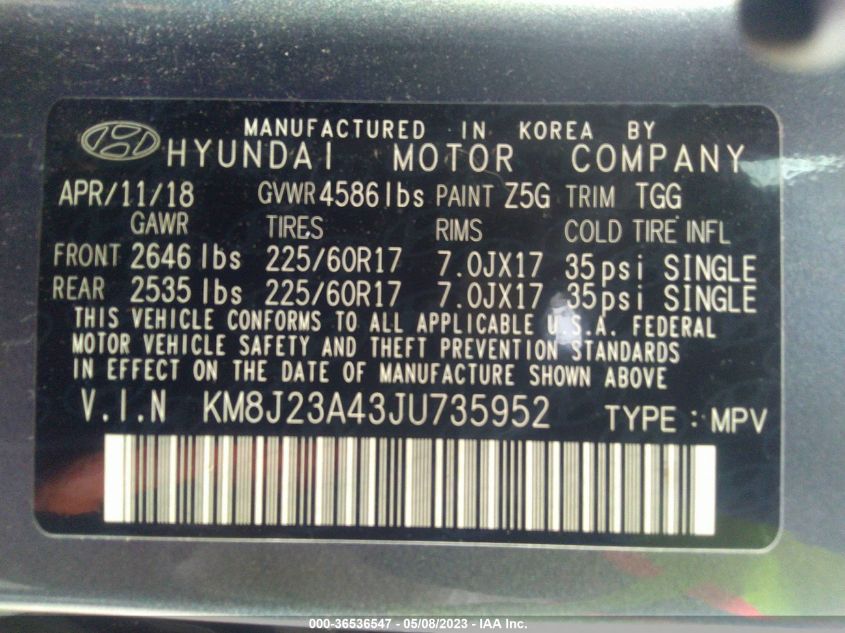 MANUFACTURED IN KOREA BY
HYUNDAI MOTOR COMPANY
APR/11/18 GVWR 4586 lbs PAINT Z5G TRIM TGG
GAWR TIRES RIMS COLD TIRE INFL
FRONT 2646 lbs 225/60R17 7.0JX17 35psi SINGLE
REAR 2535 lbs 225/60R17 7.0JX17 35psi SINGLE
THIS VEHICLE CONFORMS TO ALL APPLICABLE U.S.A. FEDERAL
MOTOR VEHICLE SAFETY AND THEFT PREVENTION STANDARDS
IN EFFECT ON THE DATE OF MANUFACTURE SHOWN ABOVE
V.I.N KM8J23A43JU735952 TYPE : MPV
000-36536547 - 05/08/2023 - IAA Inc.